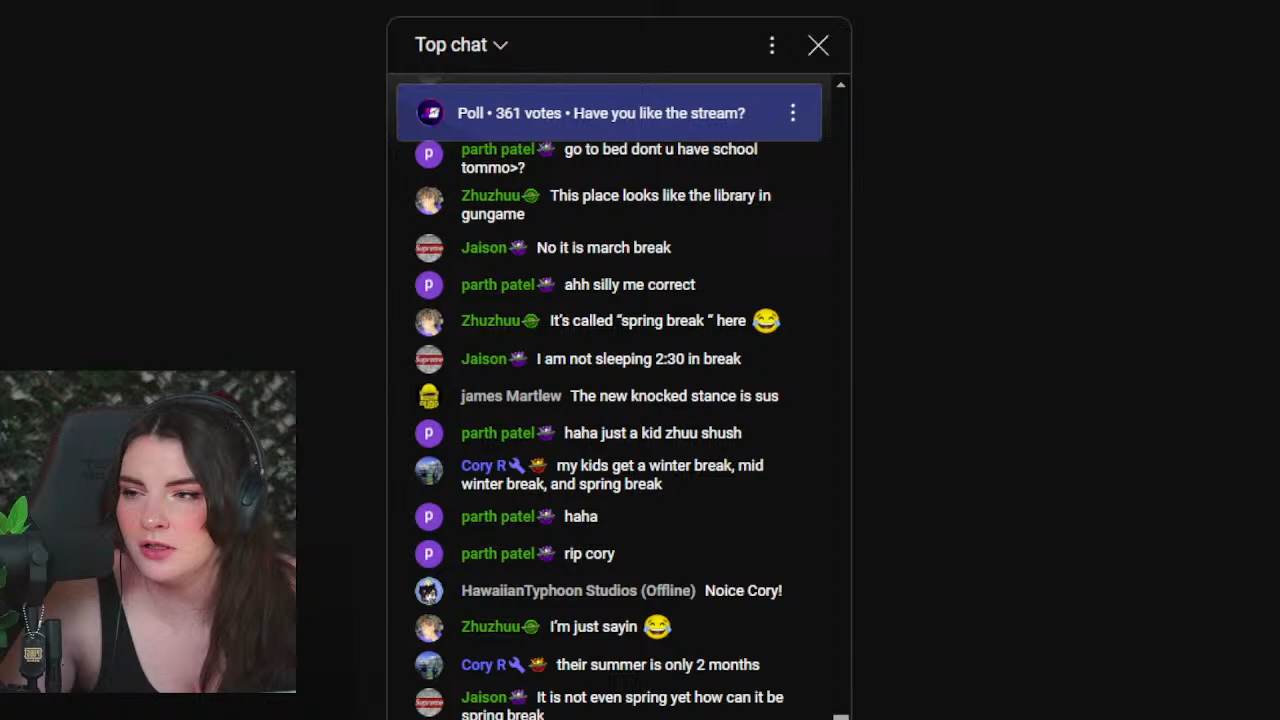 Top chat
Poll • 361 votes • Have you like the stream?
parth patel go to bed dont u have school
tommo>?
Zhuzhuu This place looks like the library in
gungame
Jaison No it is march break
parth patel ahh silly me correct
Zhuzhuu It's called “spring break “ here 😂
Jaison I am not sleeping 2:30 in break
james Martlew The new knocked stance is sus
parth patel haha just a kid zhuu shush
Cory R my kids get a winter break, mid
winter break, and spring break
parth patel haha
parth patel rip cory
HawaiianTyphoon Studios (Offline) Noice Cory!
Zhuzhuu I'm just sayin 😂
Cory R their summer is only 2 months
Jaison It is not even spring yet how can it be
spring break